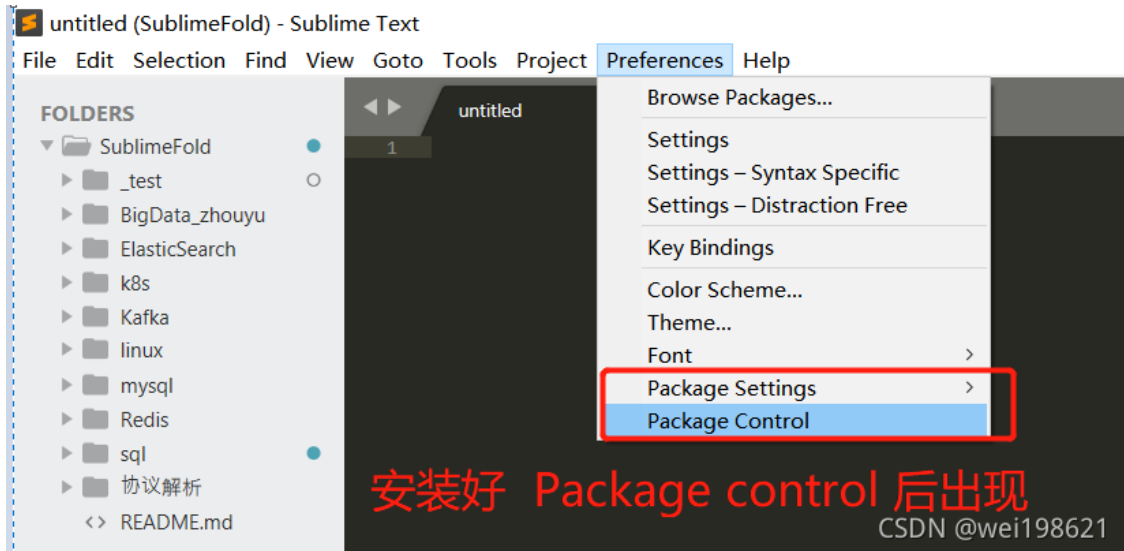 untitled (SublimeFold) - Sublime Text
File Edit Selection Find View Goto Tools Project Preferences Help
FOLDERS
SublimeFold
_test
BigData_zhouyu
ElasticSearch
k8s
Kafka
linux
mysql
Redis
sql
协议解析
README.md
untitled
1
Browse Packages...
Settings
Settings – Syntax Specific
Settings – Distraction Free
Key Bindings
Color Scheme...
Theme...
Font
Package Settings
Package Control
安装好 Package control 后出现
CSDN @wei198621